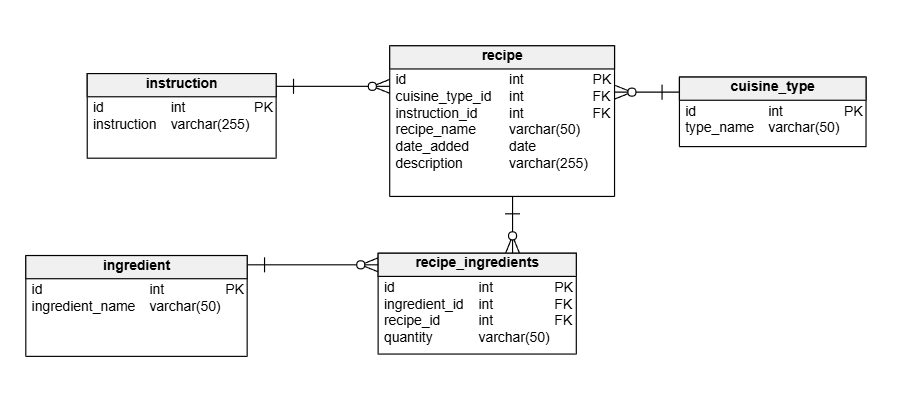 recipe
id int PK
cuisine_type_id int FK
instruction_id int FK
recipe_name varchar(50)
date_added date
description varchar(255)
instruction
id int PK
instruction varchar(255)
cuisine_type
id int PK
type_name varchar(50)
ingredient
id int PK
ingredient_name varchar(50)
recipe_ingredients
id int PK
ingredient_id int FK
recipe_id int FK
quantity varchar(50)